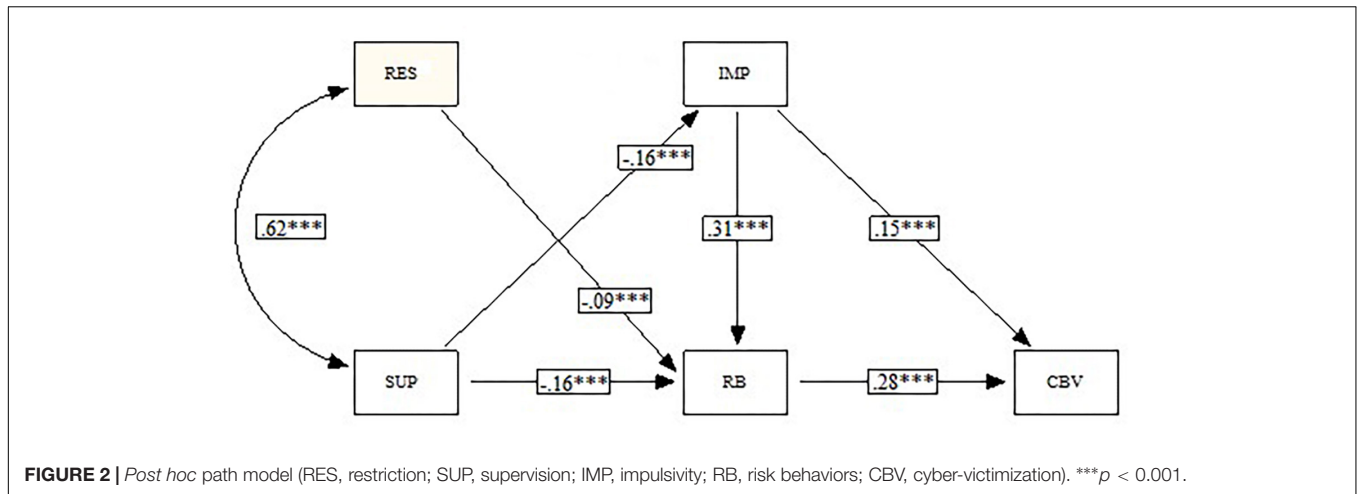 RES
IMP
-.16***
.62***
.31***
.15***
-.09***
SUP
-.16***
RB
.28***
CBV
FIGURE 2 | Post hoc path model (RES, restriction; SUP, supervision; IMP, impulsivity; RB, risk behaviors; CBV, cyber-victimization). ***p < 0.001.